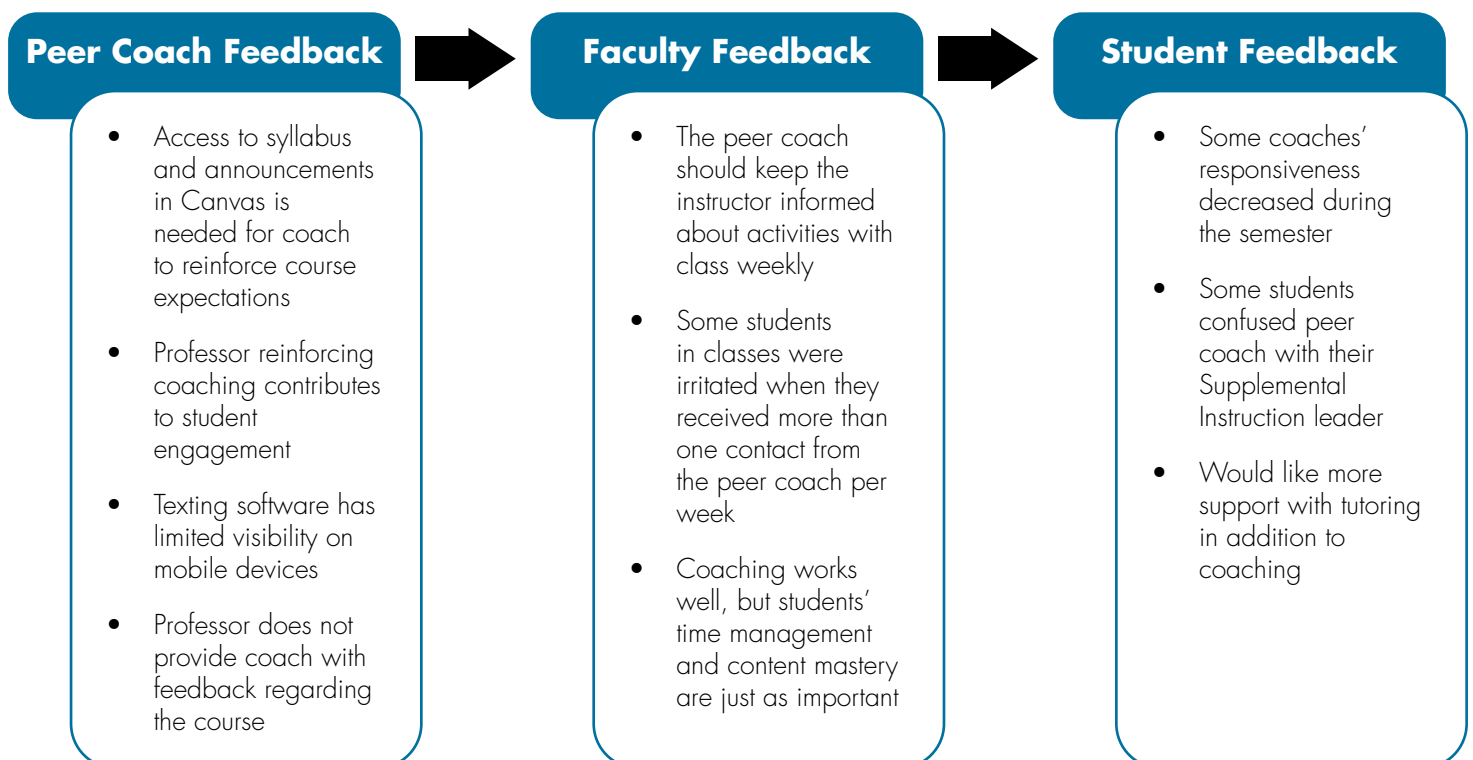 Peer Coach Feedback
• Access to syllabus
and announcements
in Canvas is
needed for coach
to reinforce course
expectations
• Professor reinforcing
coaching contributes
to student
engagement
• Texting software has
limited visibility on
mobile devices
• Professor does not
provide coach with
feedback regarding
the course
Faculty Feedback
• The peer coach
should keep the
instructor informed
about activities with
class weekly
• Some students
in classes were
irritated when they
received more than
one contact from
the peer coach per
week
• Coaching works
well, but students’
time management
and content mastery
are just as important
Student Feedback
• Some coaches’
responsiveness
decreased during
the semester
• Some students
confused peer
coach with their
Supplemental
Instruction leader
• Would like more
support with tutoring
in addition to
coaching